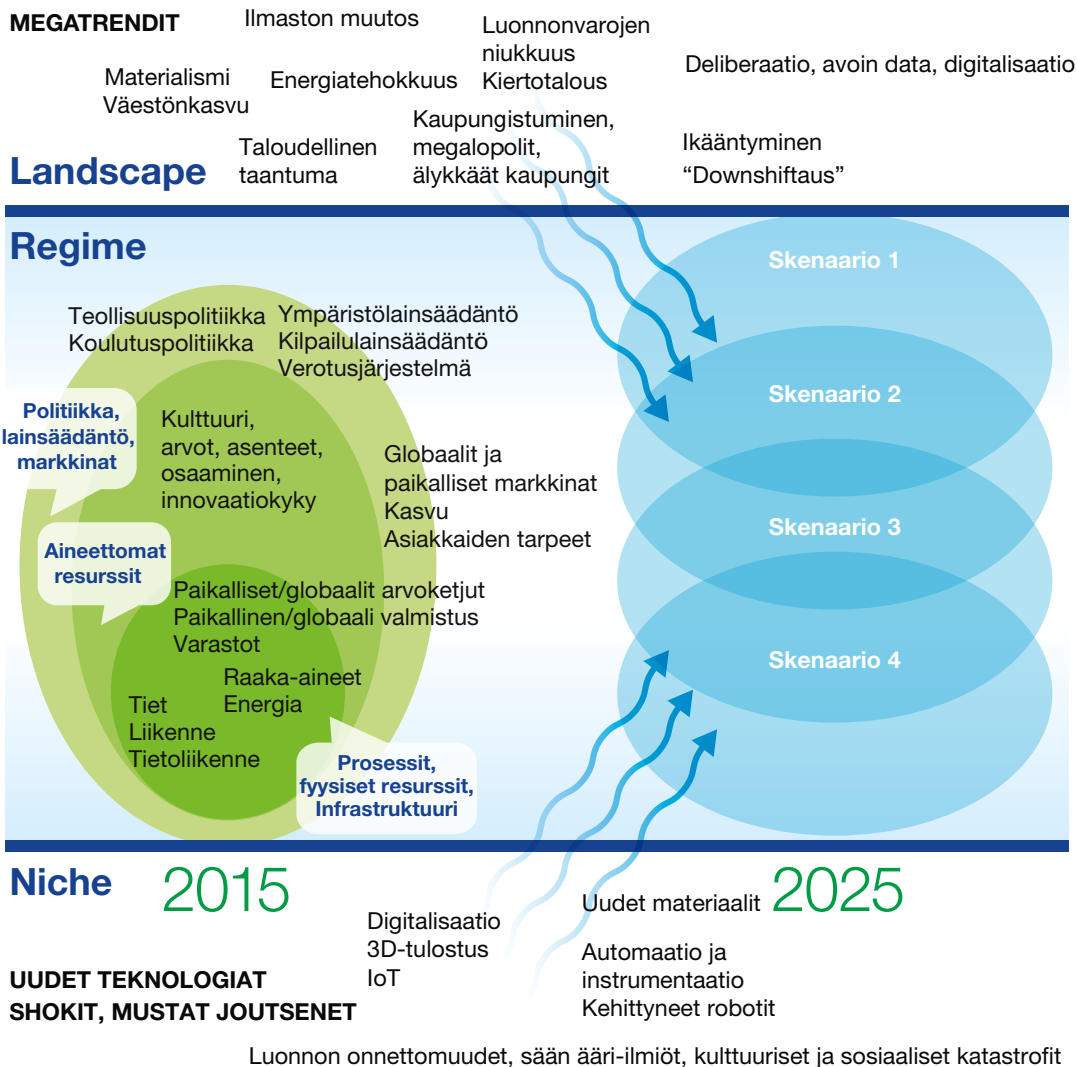 MEGATRENDIT
Ilmaston muutos
Luonnonvarojen
niukkuus
Kiertotalous
Deliberaatio, avoin data, digitalisaatio
Materialismi
Väestönkasvu
Energiatehokkuus
Kaupungistuminen,
megalopolit,
älykkäät kaupungit
Ikääntyminen
“Downshiftaus”
Taloudellinen
taantuma
Landscape
Regime
Skenaario 1
Teollisuuspolitiikka
Koulutuspolitiikka
Ympäristölainsäädäntö
Kilpailulainsäädäntö
Verotusjärjestelmä
Skenaario 2
Politiikka,
lainsäädäntö,
markkinat
Kulttuuri,
arvot, asenteet,
osaaminen,
innovaatiokyky
Globaalit ja
paikalliset markkinat
Kasvu
Asiakkaiden tarpeet
Skenaario 3
Aineettomat
resurssit
Paikalliset/globaalit arvoketjut
Paikallinen/globaali valmistus
Varastot
Skenaario 4
Raaka-aineet
Energia
Tiet
Liikenne
Tietoliikenne
Prosessit,
fyysiset resurssit,
Infrastruktuuri
Niche
2015
2025
Digitalisaatio
3D-tulostus
IoT
Uudet materiaalit
Automaatio ja
instrumentaatio
Kehittyneet robotit
UUDET TEKNOLOGIAT
SHOKIT, MUSTAT JOUTSENET
Luonnon onnettomuudet, sään ääri-ilmiöt, kulttuuriset ja sosiaaliset katastrofit